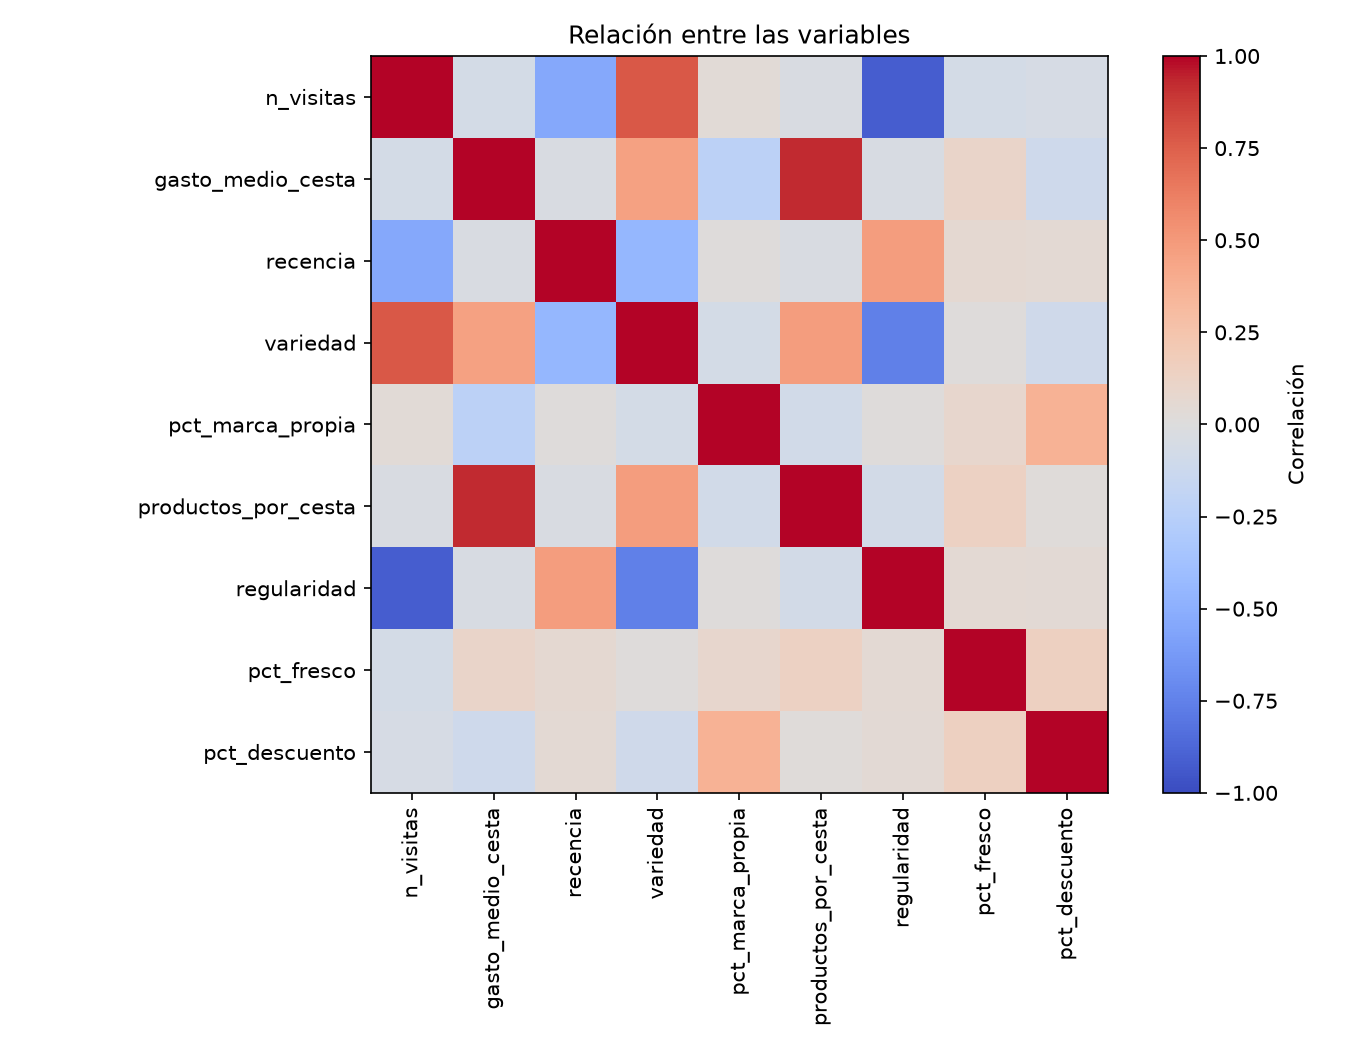 Relación entre las variables
n_visitas
gasto_medio_cesta
recencia
variedad
pct_marca_propia
productos_por_cesta
regularidad
pct_fresco
pct_descuento
n_visitas
gasto_medio_cesta
recencia
variedad
pct_marca_propia
productos_por_cesta
regularidad
pct_fresco
pct_descuento
1.00
0.75
0.50
0.25
0.00
−0.25
−0.50
−0.75
−1.00
Correlación